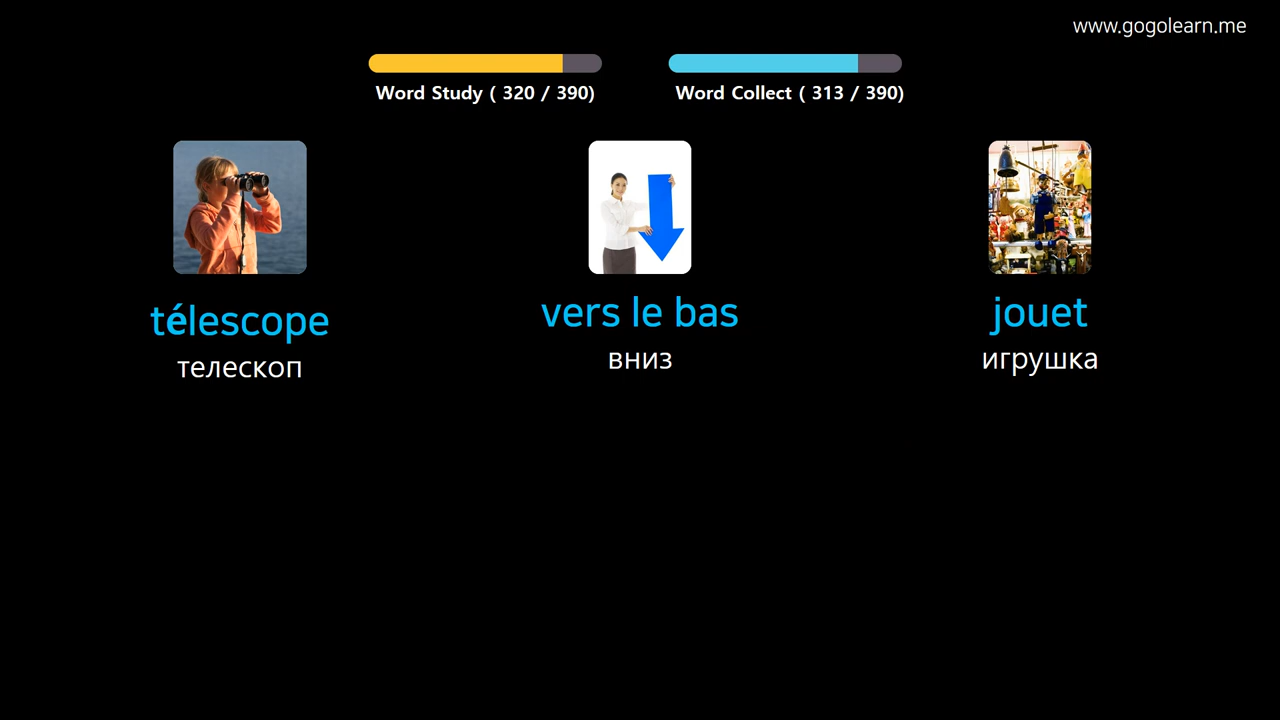 www.gogolearn.me
Word Study ( 320 / 390)
Word Collect ( 313 / 390)
télescope
телескоп
vers le bas
вниз
jouet
игрушка